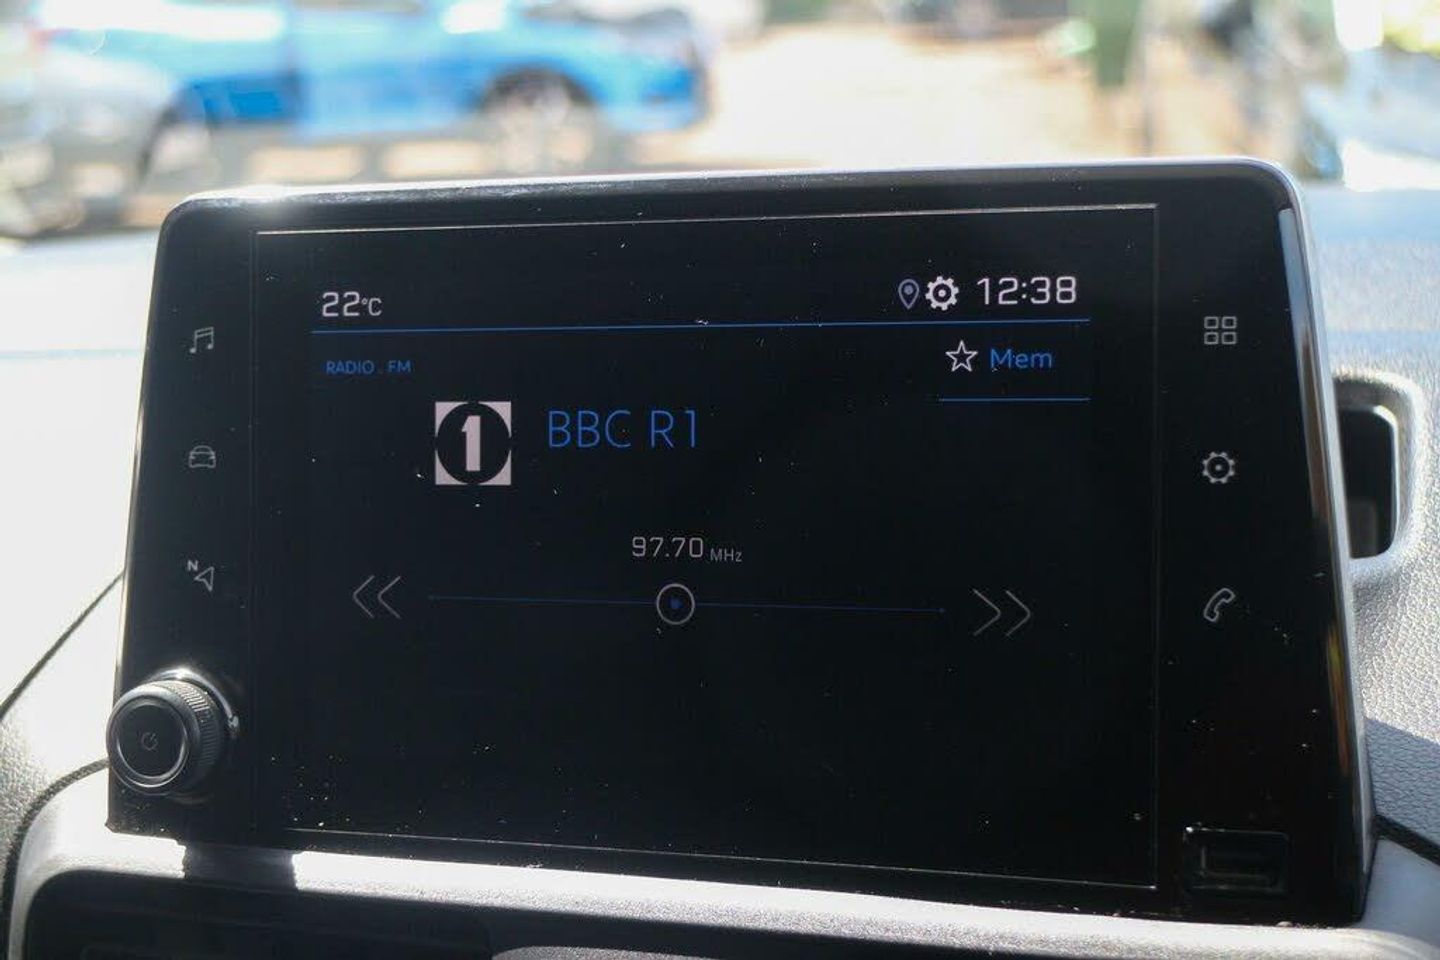 22°C
12:38
RADIO . FM
Mem
1
BBC R1
97.70 MHz
N